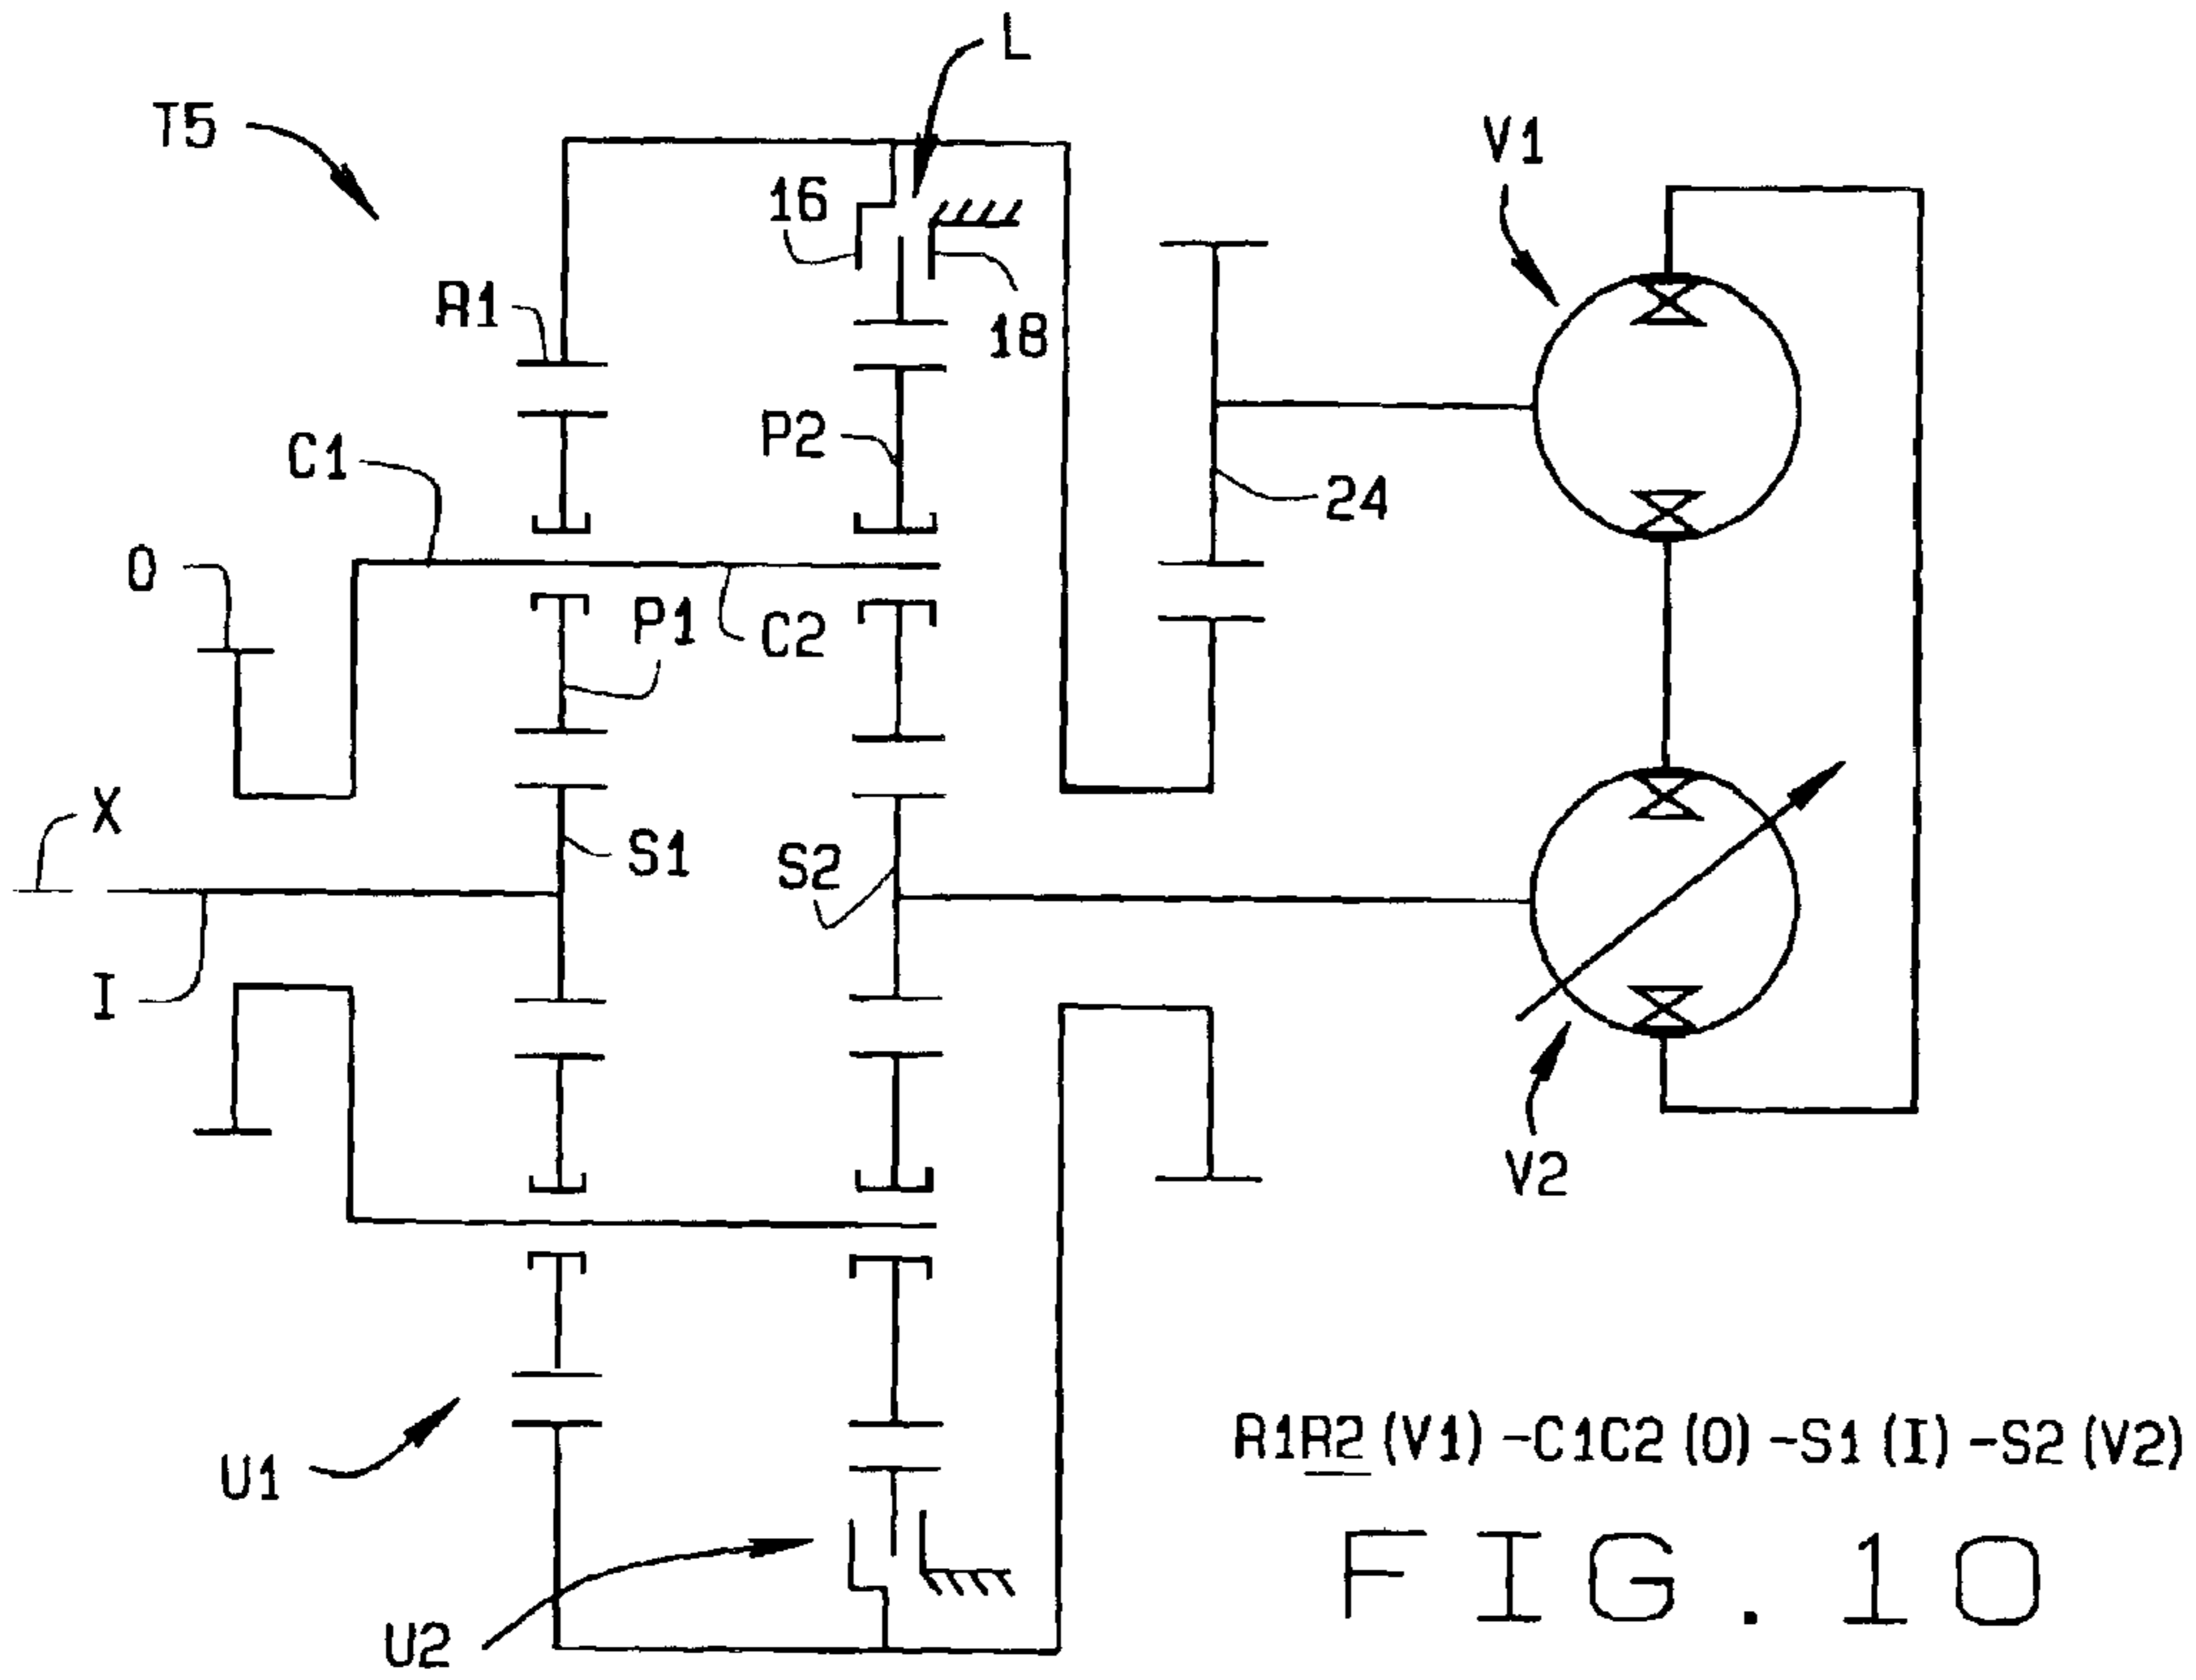 L
T5
V1
16
R1
18
P2
C1
24
O
P1
C2
X
S1
S2
I
V2
U1
R1R2(V1)-C1C2(O)-S1(I)-S2(V2)
U2
FIG.10